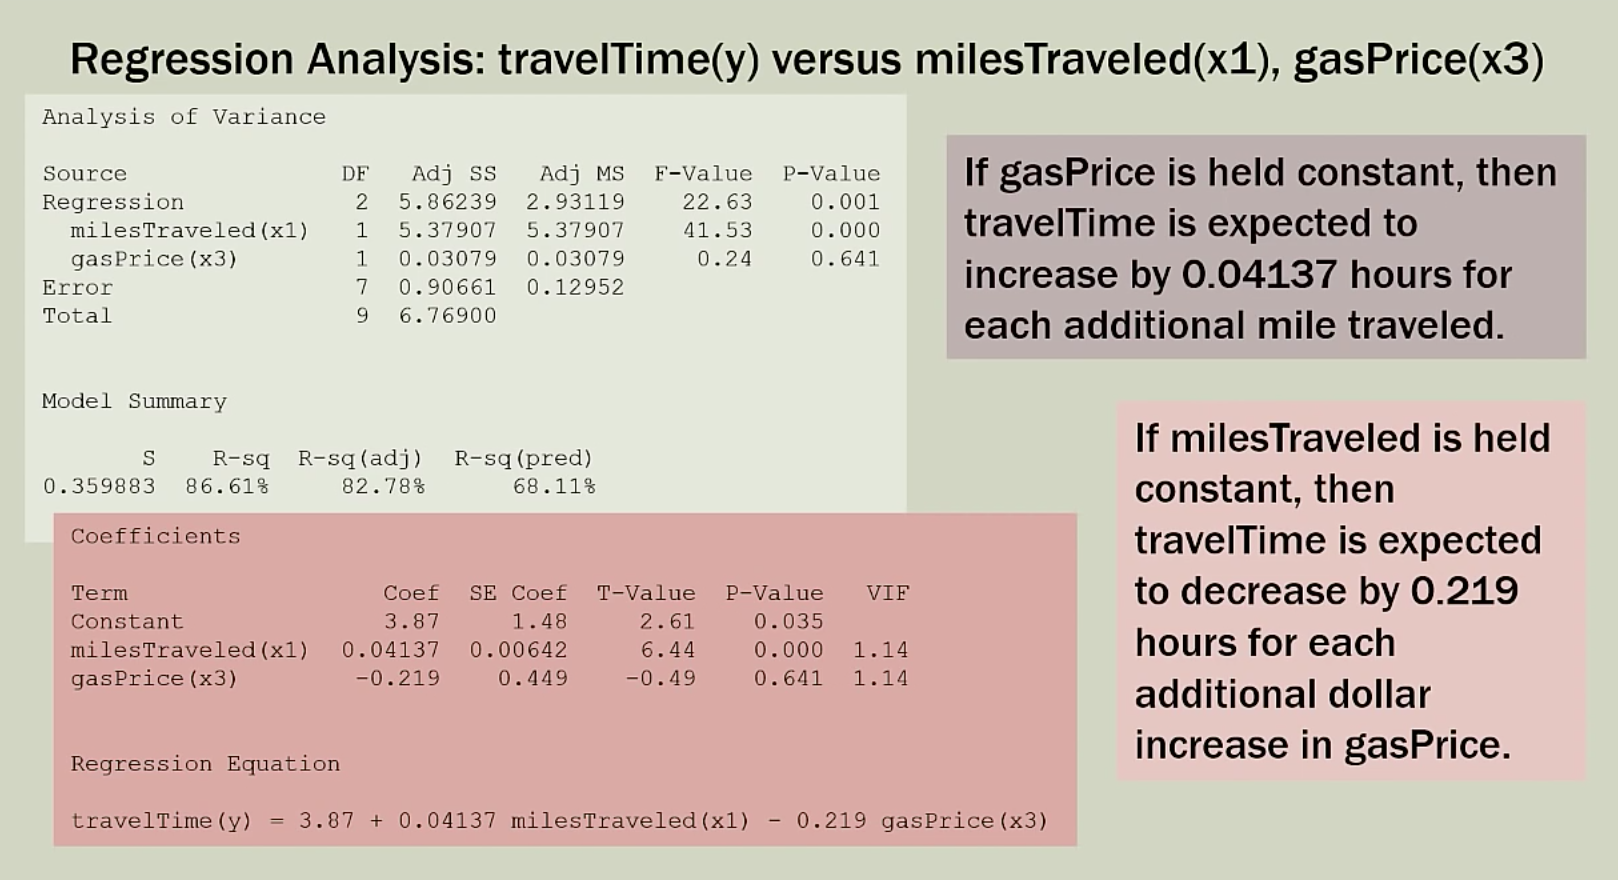 Regression Analysis: travelTime(y) versus milesTraveled(x1), gasPrice(x3)
Analysis of Variance
Source DF Adj SS Adj MS F-Value P-Value
Regression 2 5.86239 2.93119 22.63 0.001
milesTraveled(x1) 1 5.37907 5.37907 41.53 0.000
gasPrice(x3) 1 0.03079 0.03079 0.24 0.641
Error 7 0.90661 0.12952
Total 9 6.76900
Model Summary
S R-sq R-sq(adj) R-sq(pred)
0.359883 86.61% 82.78% 68.11%
Coefficients
Term Coef SE Coef T-Value P-Value VIF
Constant 3.87 1.48 2.61 0.035
milesTraveled(x1) 0.04137 0.00642 6.44 0.000 1.14
gasPrice(x3) -0.219 0.449 -0.49 0.641 1.14
Regression Equation
travelTime(y) = 3.87 + 0.04137 milesTraveled(x1) - 0.219 gasPrice(x3)
If gasPrice is held constant, then
travelTime is expected to
increase by 0.04137 hours for
each additional mile traveled.
If milesTraveled is held
constant, then
travelTime is expected
to decrease by 0.219
hours for each
additional dollar
increase in gasPrice.